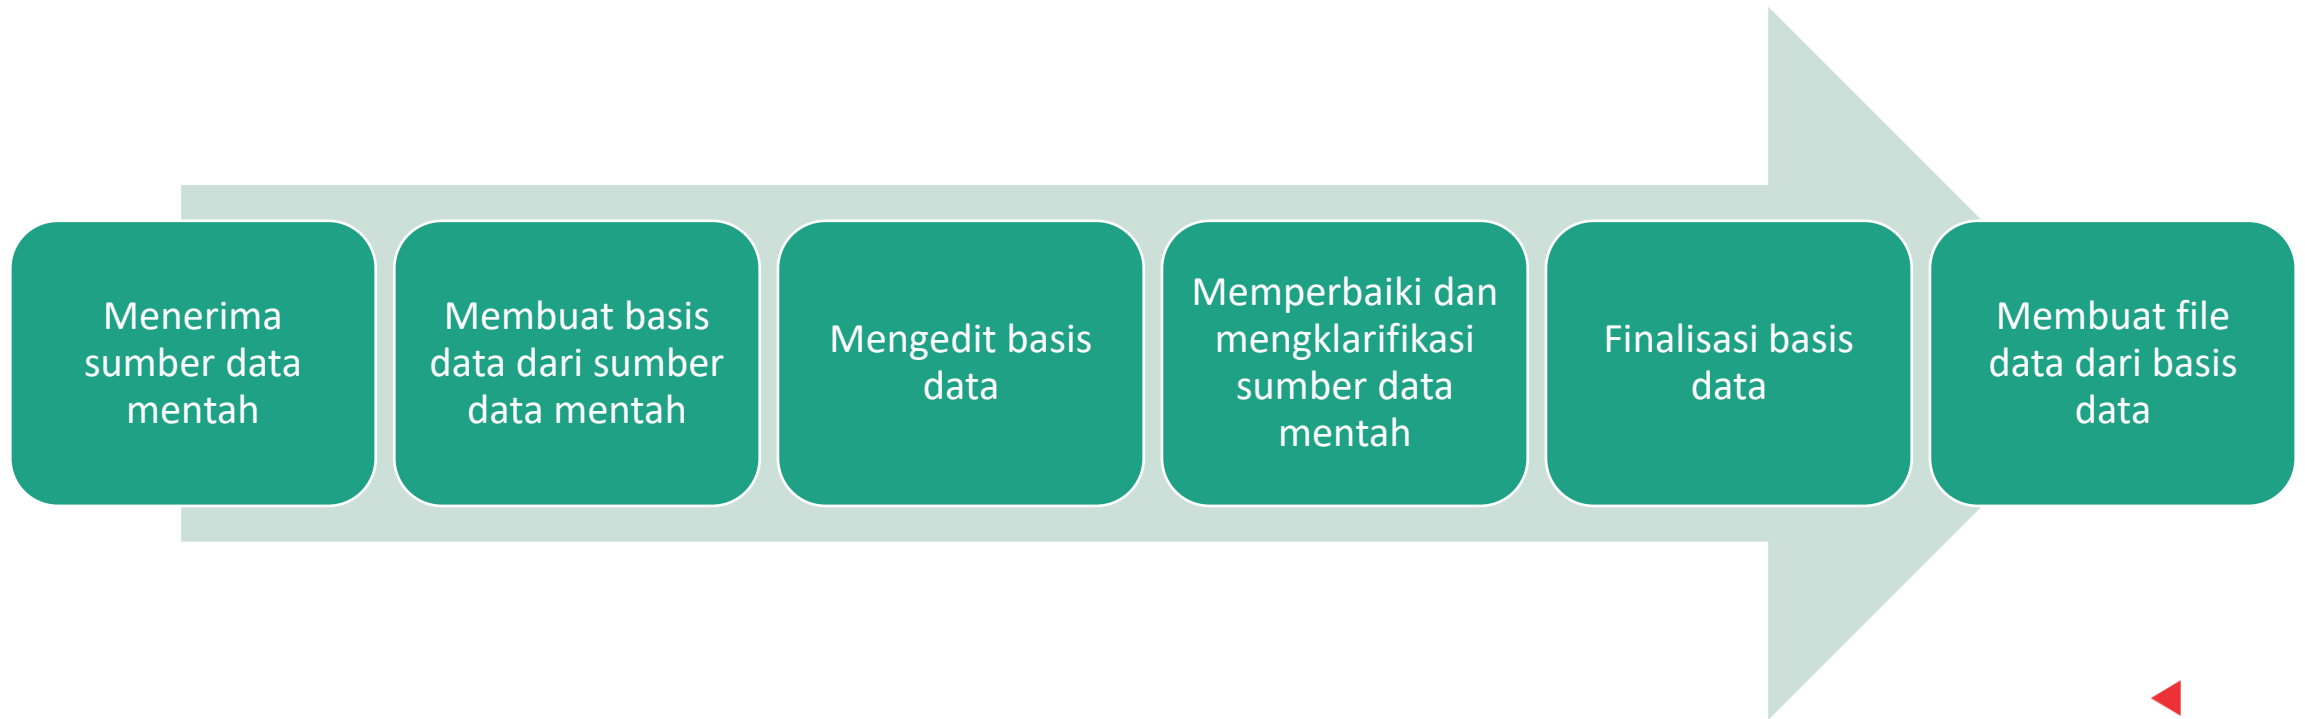 Menerima
sumber data
mentah
Membuat basis
data dari sumber
data mentah
Mengedit basis
data
Memperbaiki dan
mengklarifikasi
sumber data
mentah
Finalisasi basis
data
Membuat file
data dari basis
data